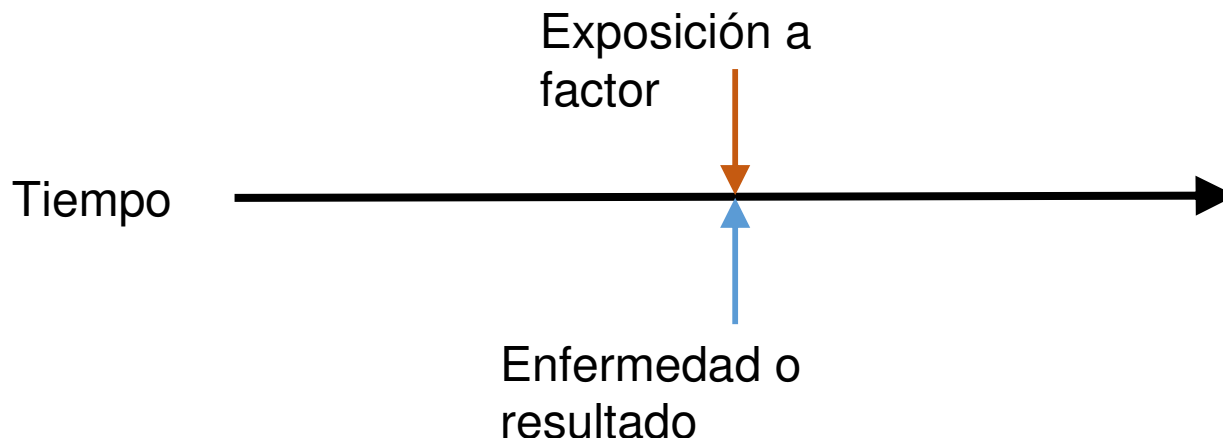 Exposición a
factor
Tiempo
Enfermedad o
resultado